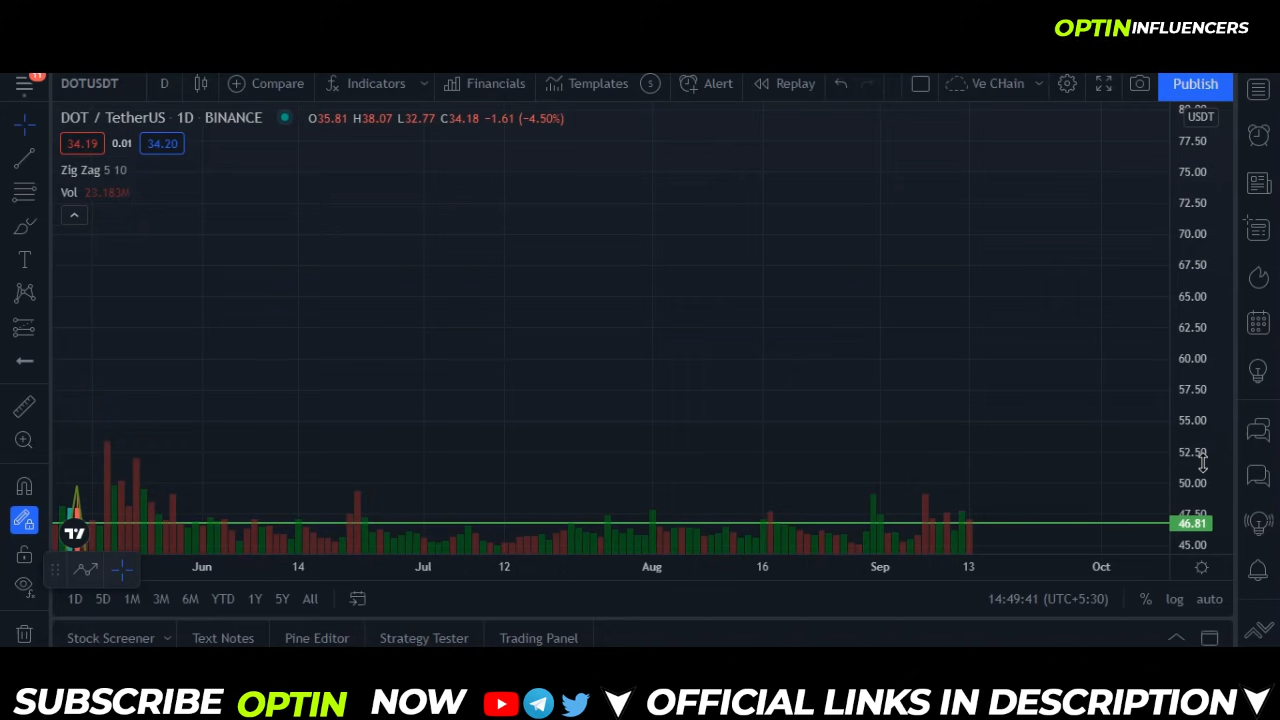 OPTIN INFLUENCERS
11
DOTUSDT D Compare Indicators Financials Templates S Alert Replay Ve CHain Publish
DOT / TetherUS · 1D · BINANCE O35.81 H38.07 L32.77 C34.18 −1.61 (−4.50%)
USDT
34.19 0.01 34.20
Zig Zag 5 10
Vol 23.183M
77.50
75.00
72.50
70.00
67.50
65.00
62.50
60.00
57.50
55.00
52.50
50.00
46.81
45.00
Jun 14 Jul 12 Aug 16 Sep 13 Oct
1D 5D 1M 3M 6M YTD 1Y 5Y All 14:49:41 (UTC+5:30) % log auto
Stock Screener Text Notes Pine Editor Strategy Tester Trading Panel
SUBSCRIBE OPTIN NOW OFFICIAL LINKS IN DESCRIPTION